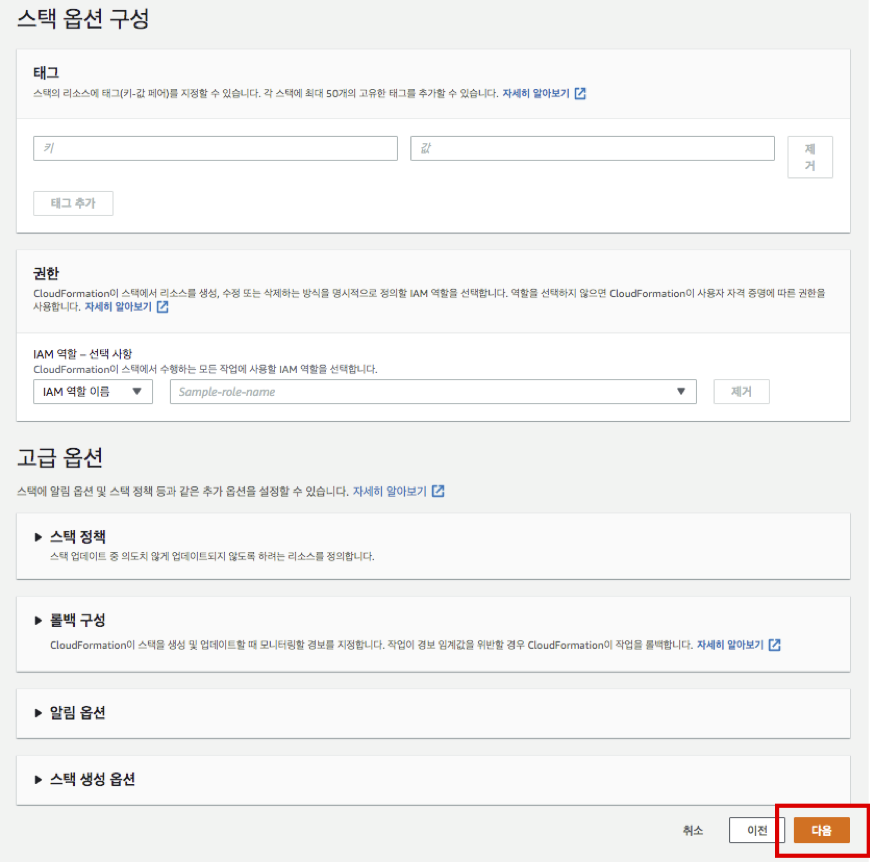 스택 옵션 구성
태그
스택의 리소스에 태그(키-값 페어)를 지정할 수 있습니다. 각 스택에 최대 50개의 고유한 태그를 추가할 수 있습니다. 자세히 알아보기
키
값
제
거
태그 추가
권한
CloudFormation이 스택에서 리소스를 생성, 수정 또는 삭제하는 방식을 명시적으로 정의할 IAM 역할을 선택합니다. 역할을 선택하지 않으면 CloudFormation이 사용자 자격 증명에 따른 권한을
사용합니다. 자세히 알아보기
IAM 역할 – 선택 사항
CloudFormation이 스택에서 수행하는 모든 작업에 사용할 IAM 역할을 선택합니다.
IAM 역할 이름
Sample-role-name
제거
고급 옵션
스택에 알림 옵션 및 스택 정책 등과 같은 추가 옵션을 설정할 수 있습니다. 자세히 알아보기
스택 정책
스택 업데이트 중 의도치 않게 업데이트되지 않도록 하려는 리소스를 정의합니다.
롤백 구성
CloudFormation이 스택을 생성 및 업데이트할 때 모니터링할 경보를 지정합니다. 작업이 경보 임계값을 위반할 경우 CloudFormation이 작업을 롤백합니다. 자세히 알아보기
알림 옵션
스택 생성 옵션
취소
이전
다음